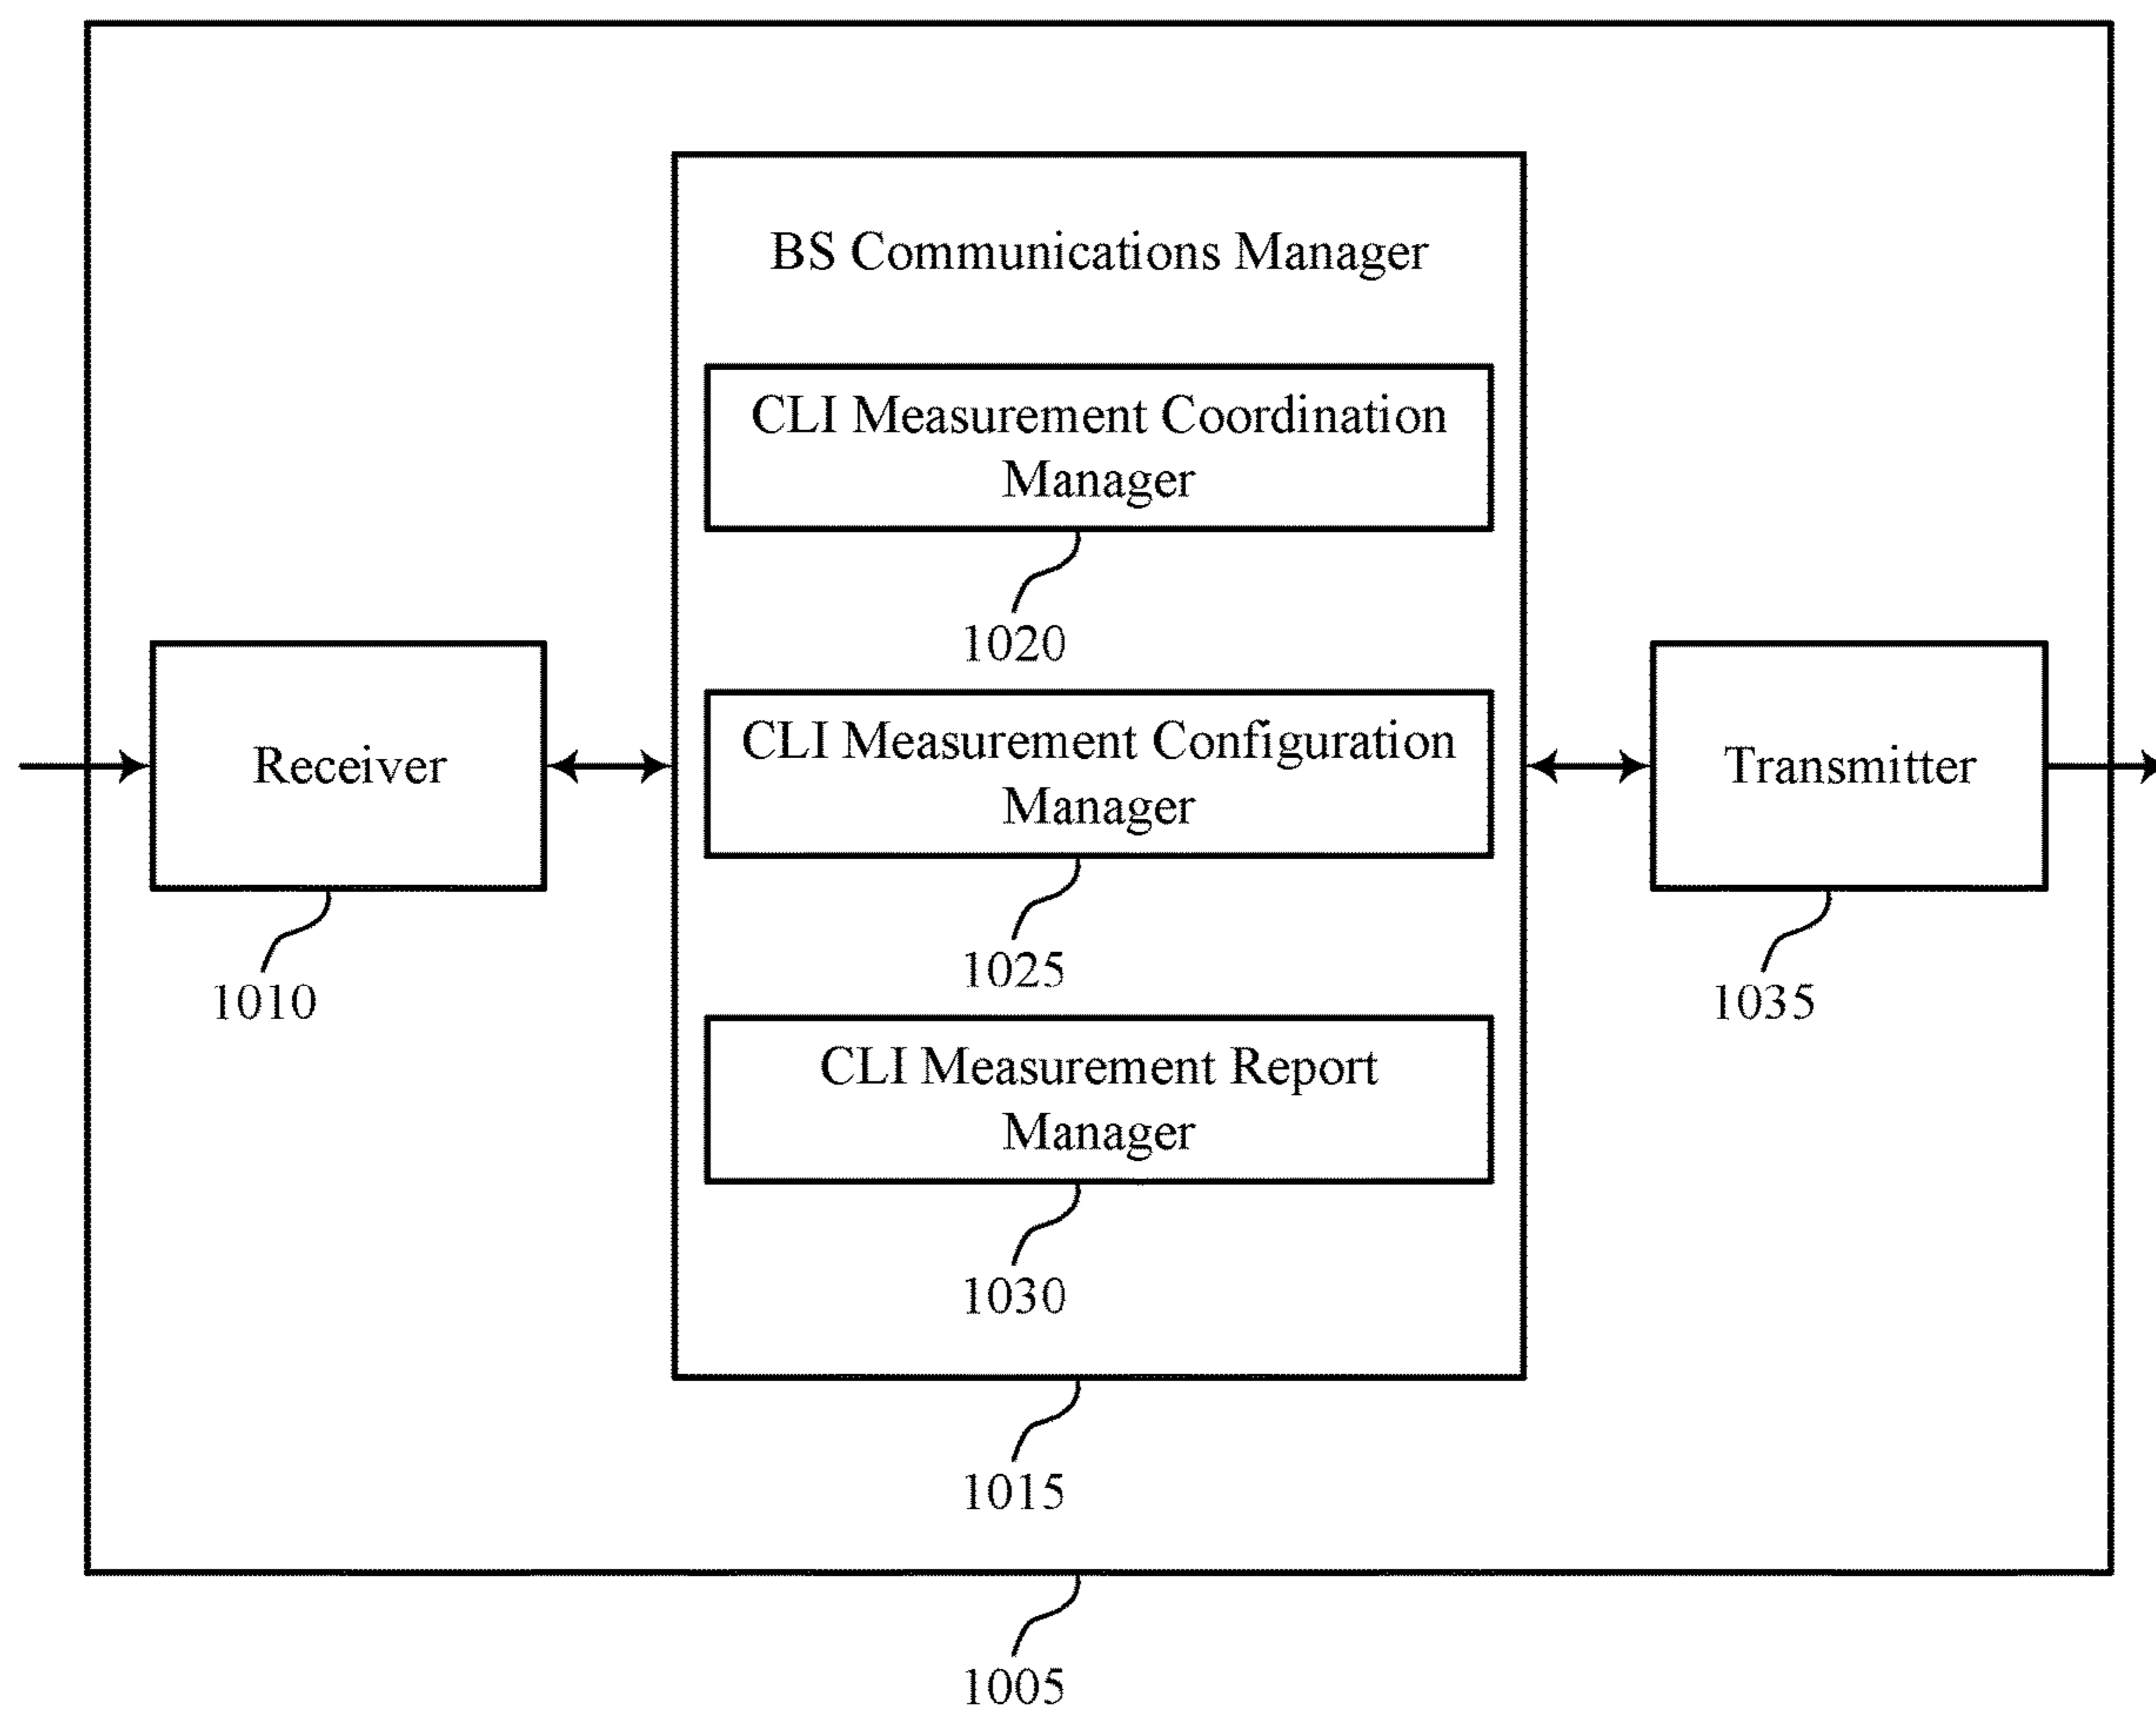 BS Communications Manager
CLI Measurement Coordination
Manager
1020
Receiver
1010
CLI Measurement Configuration
Manager
1025
Transmitter
1035
CLI Measurement Report
Manager
1030
1015
1005